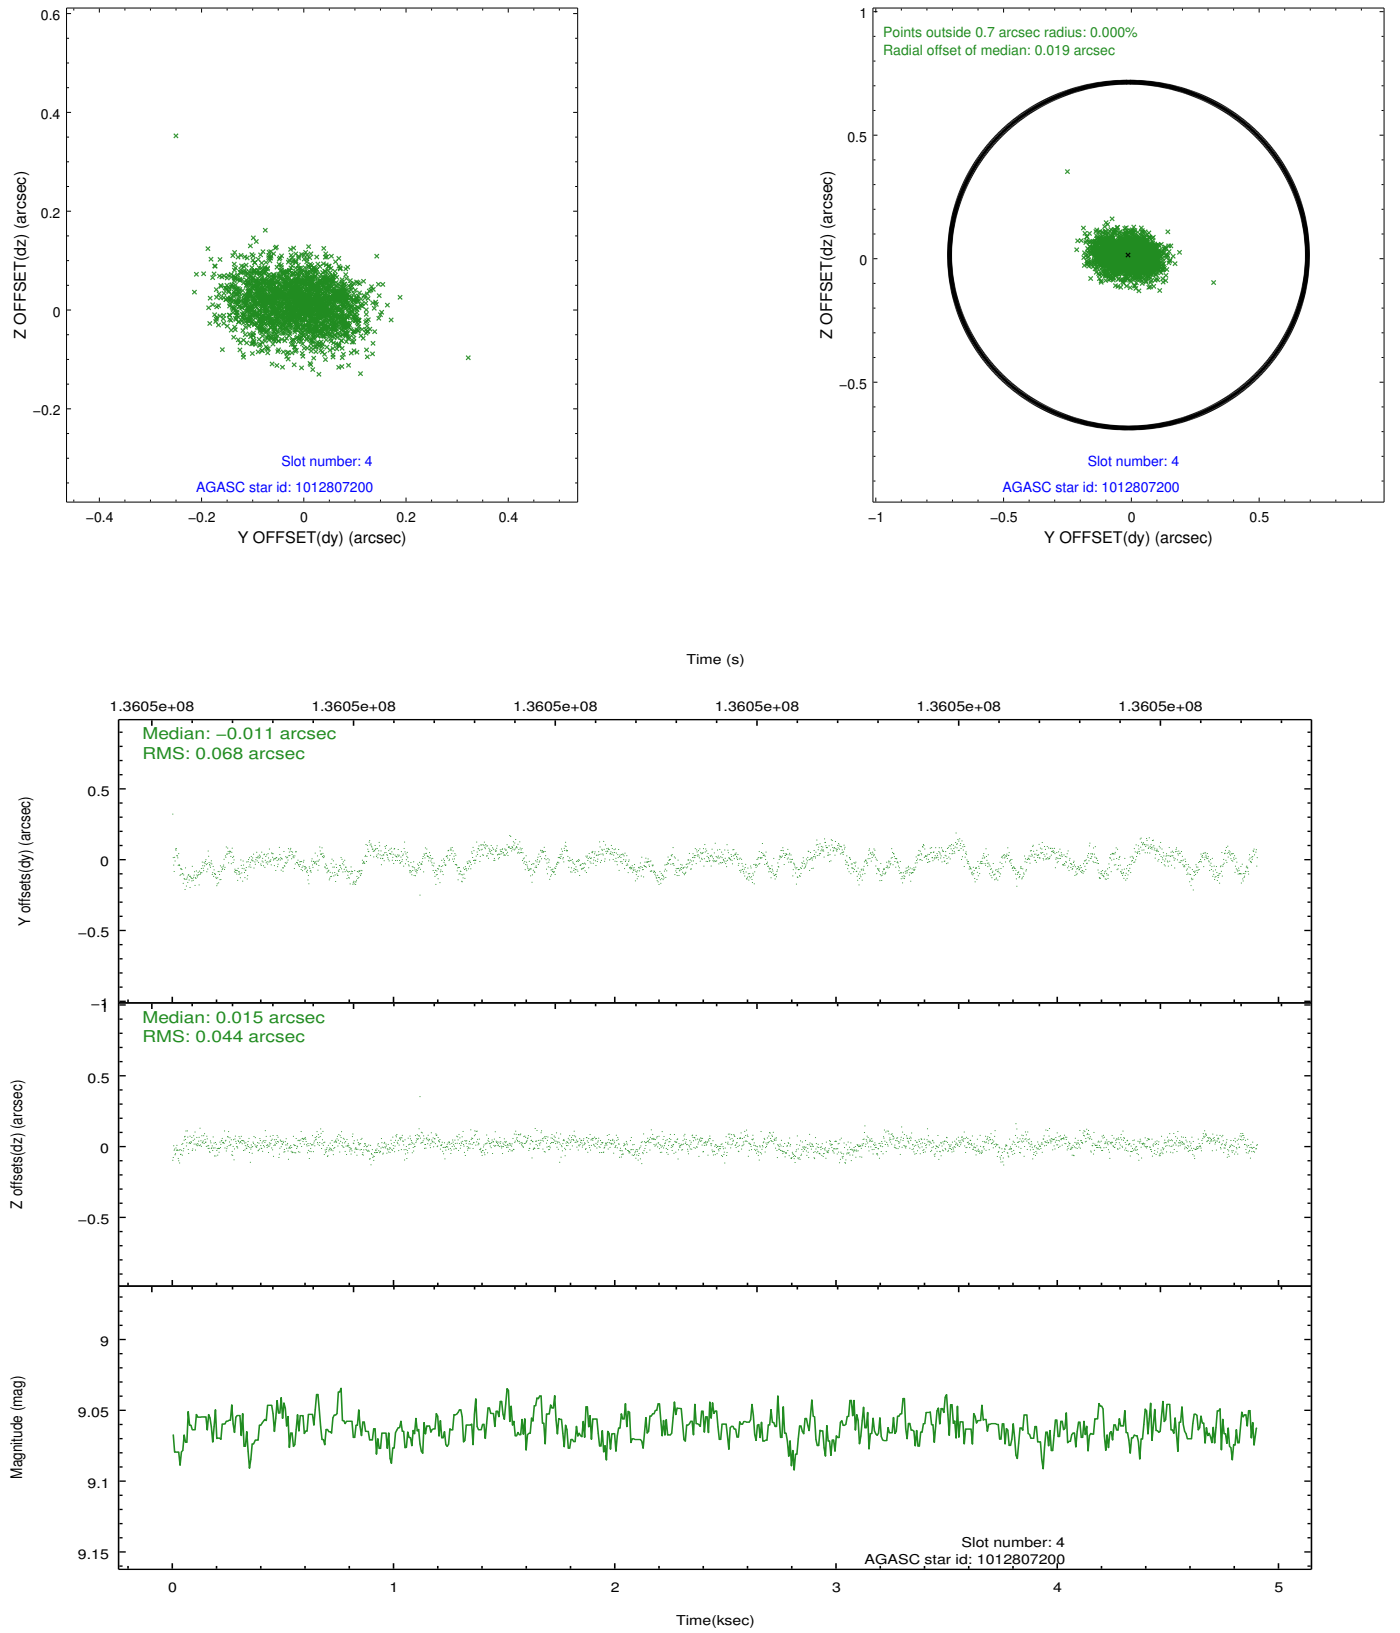 0.6
0.4
0.2
0
−0.2
Z OFFSET(dz) (arcsec)
Slot number: 4
AGASC star id: 1012807200
−0.4
−0.2
0
0.2
0.4
Y OFFSET(dy) (arcsec)
Points outside 0.7 arcsec radius: 0.000%
Radial offset of median: 0.019 arcsec
1
0.5
0
−0.5
Z OFFSET(dz) (arcsec)
Slot number: 4
AGASC star id: 1012807200
−1
−0.5
0
0.5
Y OFFSET(dy) (arcsec)
Time (s)
1.3605e+08
1.3605e+08
1.3605e+08
1.3605e+08
1.3605e+08
1.3605e+08
Median: −0.011 arcsec
RMS: 0.068 arcsec
0.5
0
−0.5
−1
Y offsets(dy) (arcsec)
Median: 0.015 arcsec
RMS: 0.044 arcsec
1
0.5
0
−0.5
Z offsets(dz) (arcsec)
9
9.05
9.1
9.15
Magnitude (mag)
Slot number: 4
AGASC star id: 1012807200
0
1
2
3
4
5
Time(ksec)